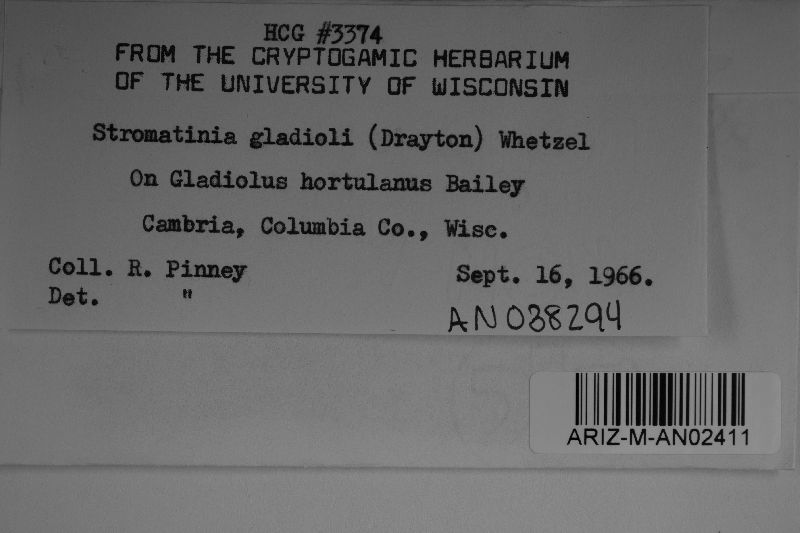 HCG #3374
FROM THE CRYPTOGAMIC HERBARIUM
OF THE UNIVERSITY OF WISCONSIN
Stromatinia gladioli (Drayton) Whetzel
On Gladiolus hortulanus Bailey
Cambria, Columbia Co., Wisc.
Coll. R. Pinney Sept. 16, 1966.
Det. "
AN038294
ARIZ-M-AN02411